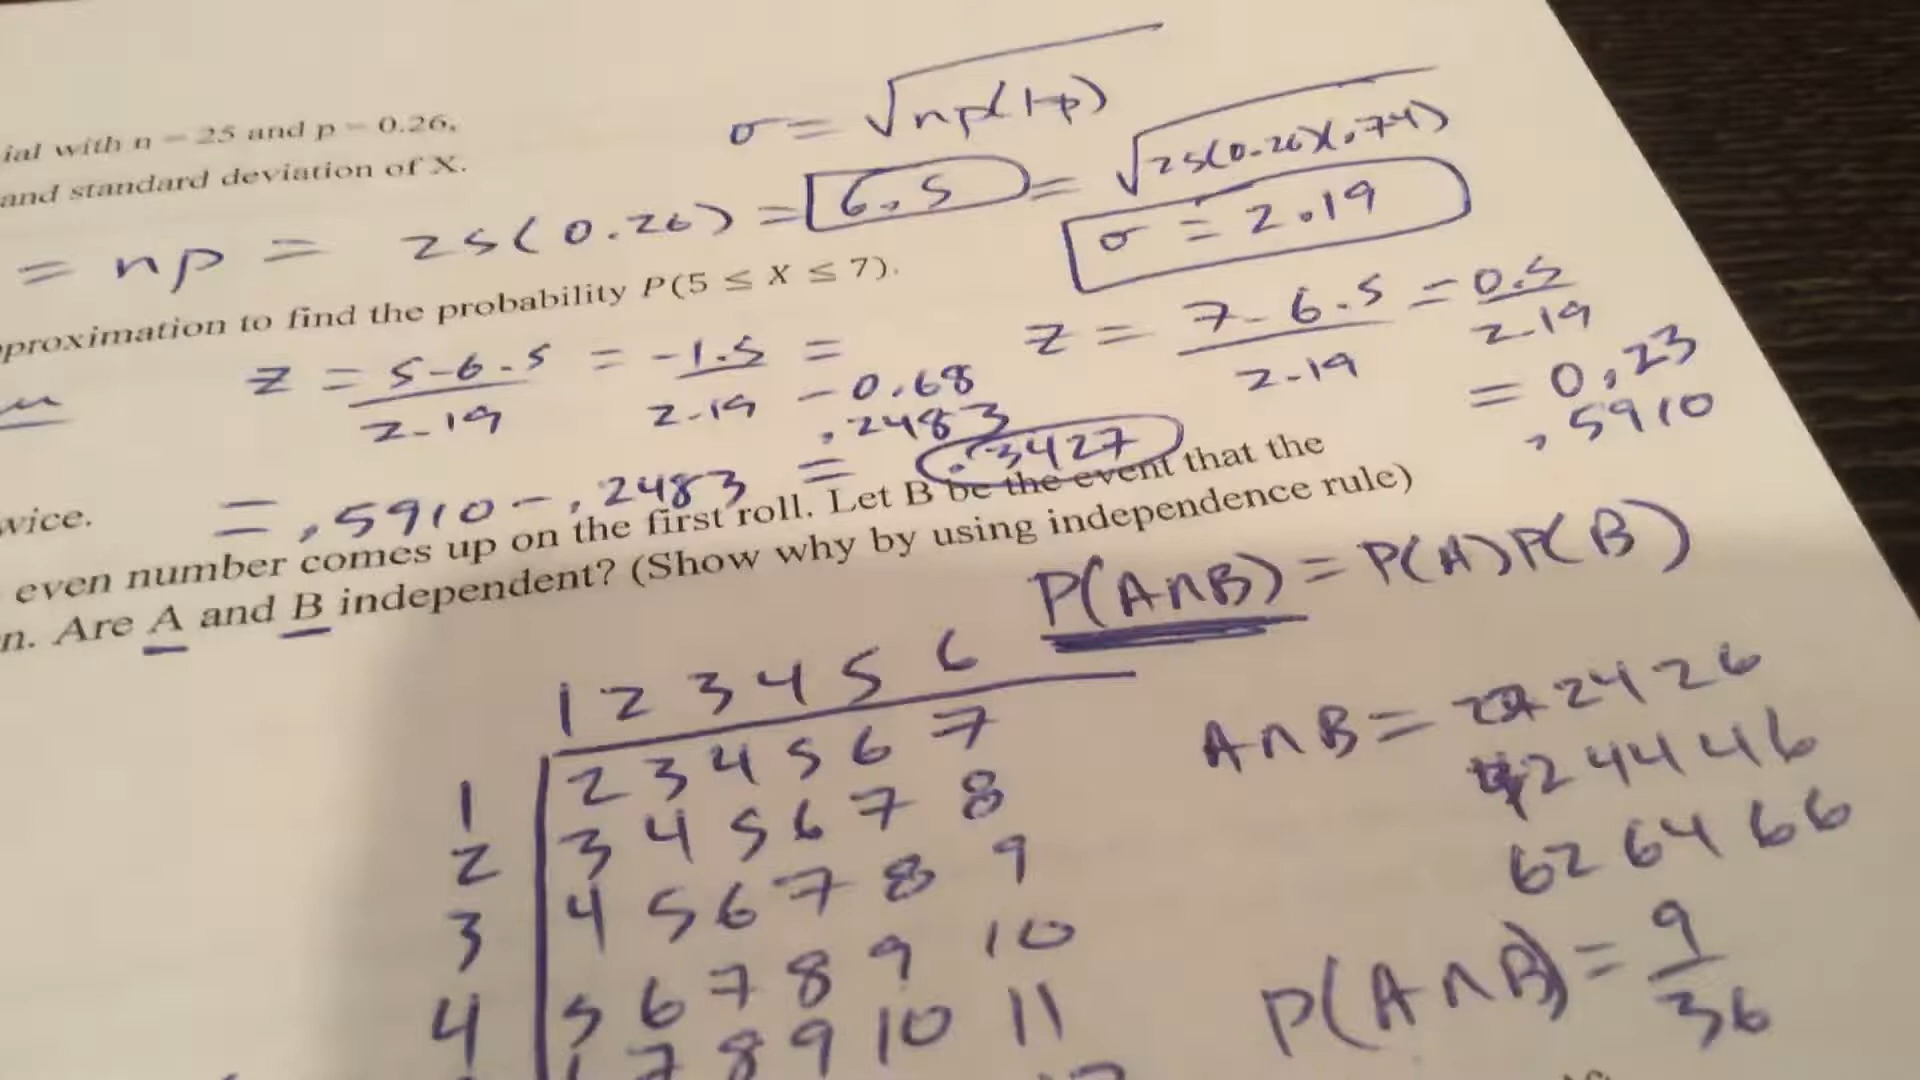 σ = √np(1-p)
ial with n = 25 and p = 0.26,
and standard deviation of X.
= np = 25(0.26) = 6.5 = √25(0.26)(.74)
σ = 2.19
proximation to find the probability P(5 ≤ X ≤ 7).
z = 5-6.5 / 2.19 = -1.5 / 2.19 = -0.68
.2483
z = 7-6.5 / 2.19 = 0.5 / 2.19
= 0.23
.5910
= .5910 - .2483 = .3427
wice.
even number comes up on the first roll. Let B be the event that the
n. Are A and B independent? (Show why by using independence rule)
P(A∩B) = P(A)P(B)
1 2 3 4 5 6
1 2 3 4 5 6 7
2 3 4 5 6 7 8
3 4 5 6 7 8 9
4 5 6 7 8 9 10
7 8 9 10 11
A∩B = 22 24 26
42 44 46
62 64 66
P(A∩B) = 9/36